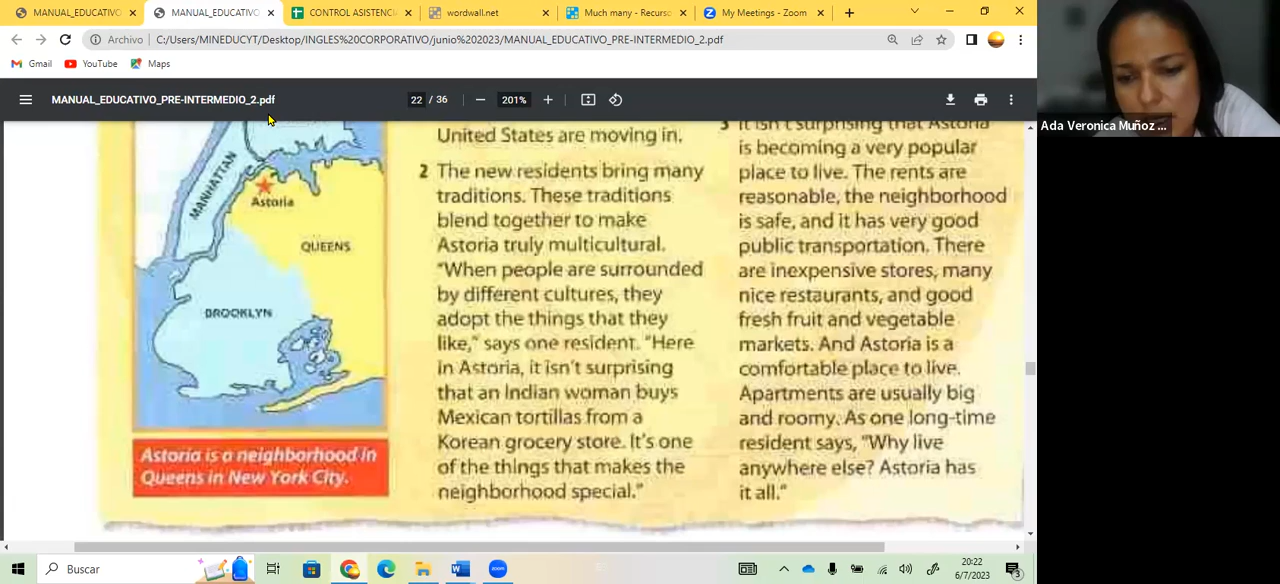 MANUAL_EDUCATIVO
MANUAL_EDUCATIVO
CONTROL ASISTENCI
wordwall.net
Much many - Recurso
My Meetings - Zoom
Archivo
C:/Users/MINEDUCYT/Desktop/INGLES%20CORPORATIVO/junio%202023/MANUAL_EDUCATIVO_PRE-INTERMEDIO_2.pdf
Gmail
YouTube
Maps
MANUAL_EDUCATIVO_PRE-INTERMEDIO_2.pdf
22 / 36
201%
Ada Veronica Muñoz ...
MANHATTAN
Astoria
QUEENS
BROOKLYN
Astoria is a neighborhood in
Queens in New York City.
United States are moving in.
2 The new residents bring many
traditions. These traditions
blend together to make
Astoria truly multicultural.
"When people are surrounded
by different cultures, they
adopt the things that they
like," says one resident. "Here
in Astoria, it isn't surprising
that an Indian woman buys
Mexican tortillas from a
Korean grocery store. It's one
of the things that makes the
neighborhood special."
3 It isn't surprising that Astoria
is becoming a very popular
place to live. The rents are
reasonable, the neighborhood
is safe, and it has very good
public transportation. There
are inexpensive stores, many
nice restaurants, and good
fresh fruit and vegetable
markets. And Astoria is a
comfortable place to live.
Apartments are usually big
and roomy. As one long-time
resident says, "Why live
anywhere else? Astoria has
it all."
Buscar
20:22
6/7/2023
3